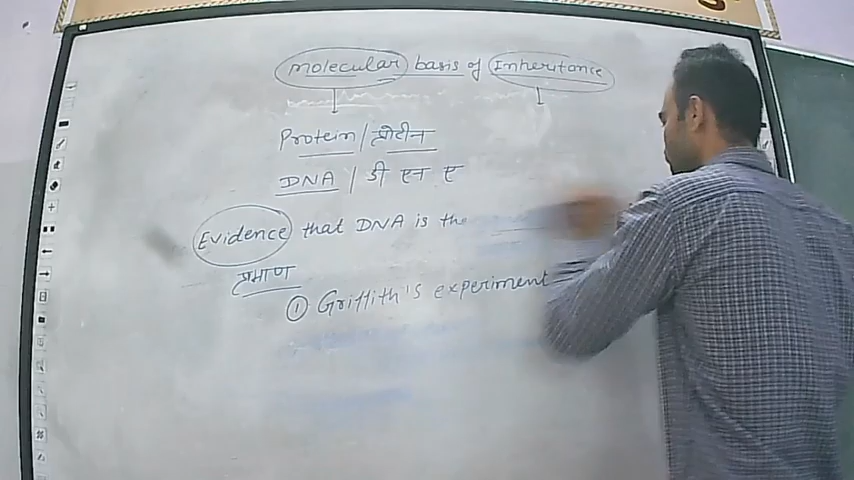 Molecular basis of Inheritance
Protein / प्रोटीन
DNA / डी एन ए
Evidence that DNA is the
प्रमाण
① Griffith's experiment